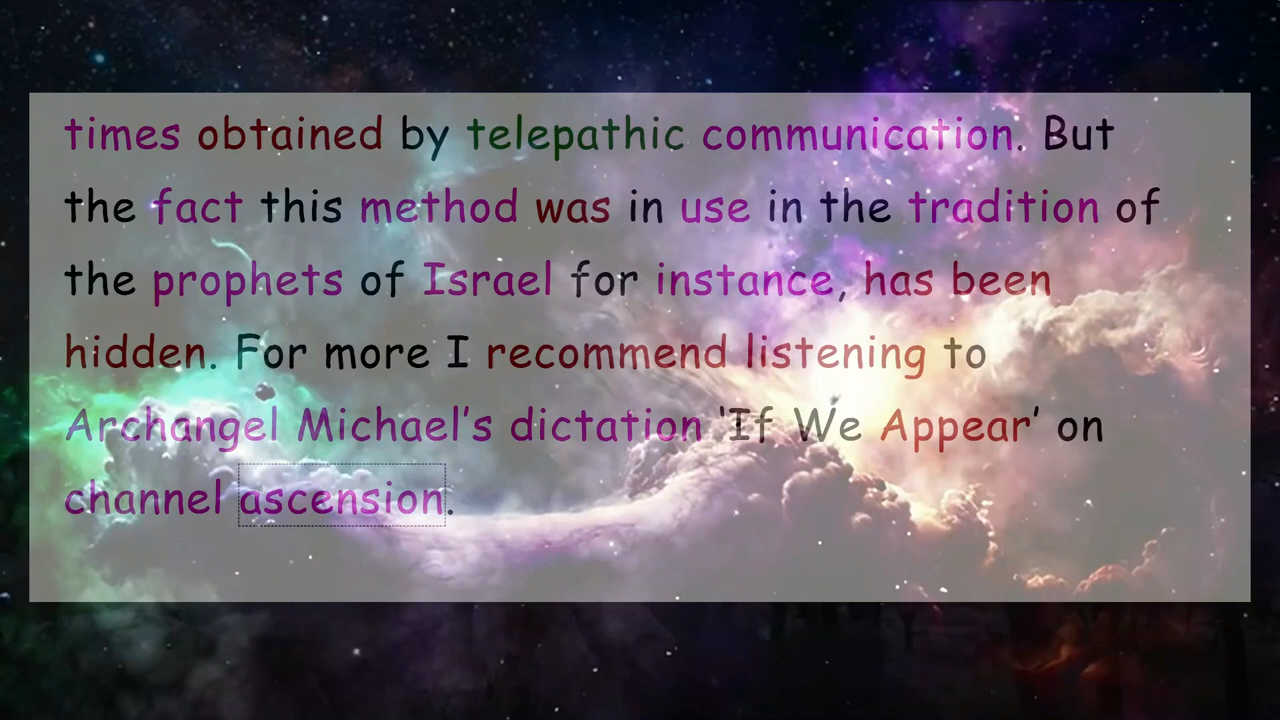 times obtained by telepathic communication. But
the fact this method was in use in the tradition of
the prophets of Israel for instance, has been
hidden. For more I recommend listening to
Archangel Michael’s dictation ‘If We Appear’ on
channel ascension.